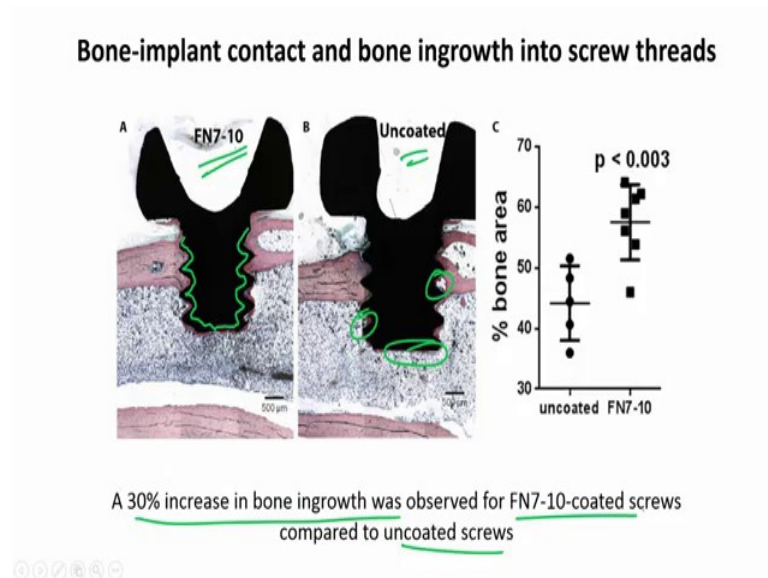 Bone-implant contact and bone ingrowth into screw threads
A
FN7-10
500 µm
B
Uncoated
500 µm
C
p < 0.003
% bone area
70
60
50
40
30
uncoated FN7-10
A 30% increase in bone ingrowth was observed for FN7-10-coated screws
compared to uncoated screws